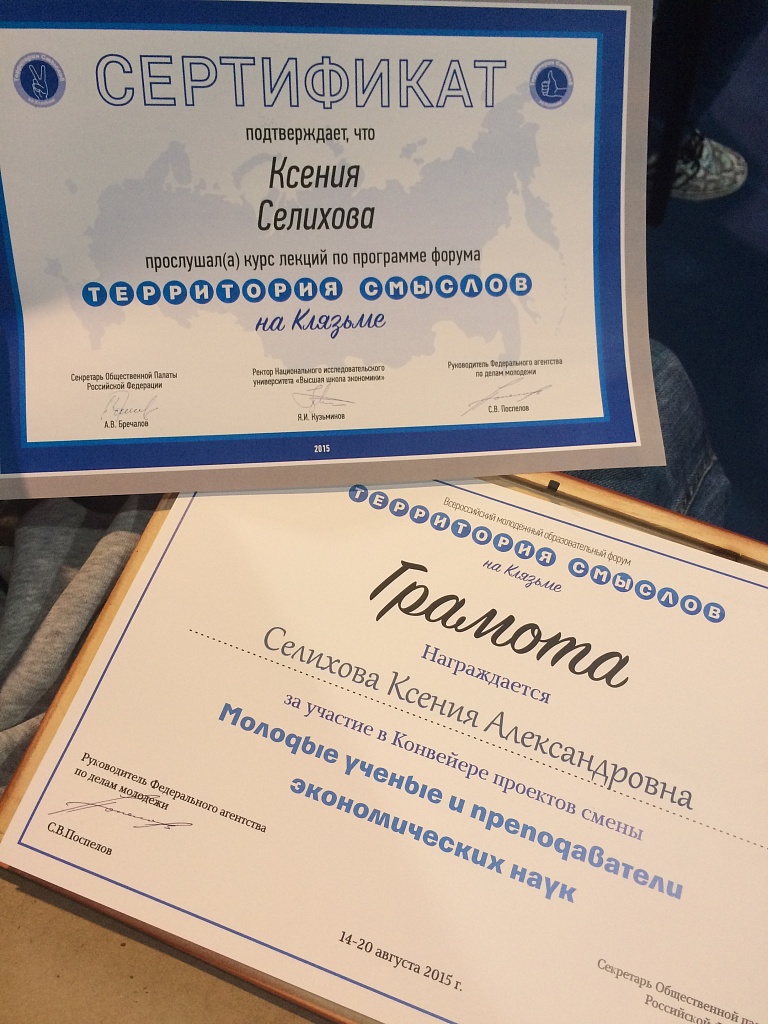 СЕРТИФИКАТ
подтверждает, что
Ксения
Селихова
прослушал(а) курс лекций по программе форума
ТЕРРИТОРИЯ СМЫСЛОВ
на Клязьме
Секретарь Общественной Палаты
Российской Федерации
А.В. Бречалов
Ректор Национального исследовательского
университета «Высшая школа экономики»
Я.И. Кузьминов
Руководитель Федерального агентства
по делам молодежи
С.В. Поспелов
2015
Всероссийский молодежный образовательный форум
ТЕРРИТОРИЯ СМЫСЛОВ
на Клязьме
Грамота
Награждается
Селихова Ксения Александровна
за участие в Конвейере проектов смены
Молодые ученые и преподаватели
экономических наук
Руководитель Федерального агентства
по делам молодежи
С.В.Поспелов
14-20 августа 2015 г.
Секретарь Общественной
Российской